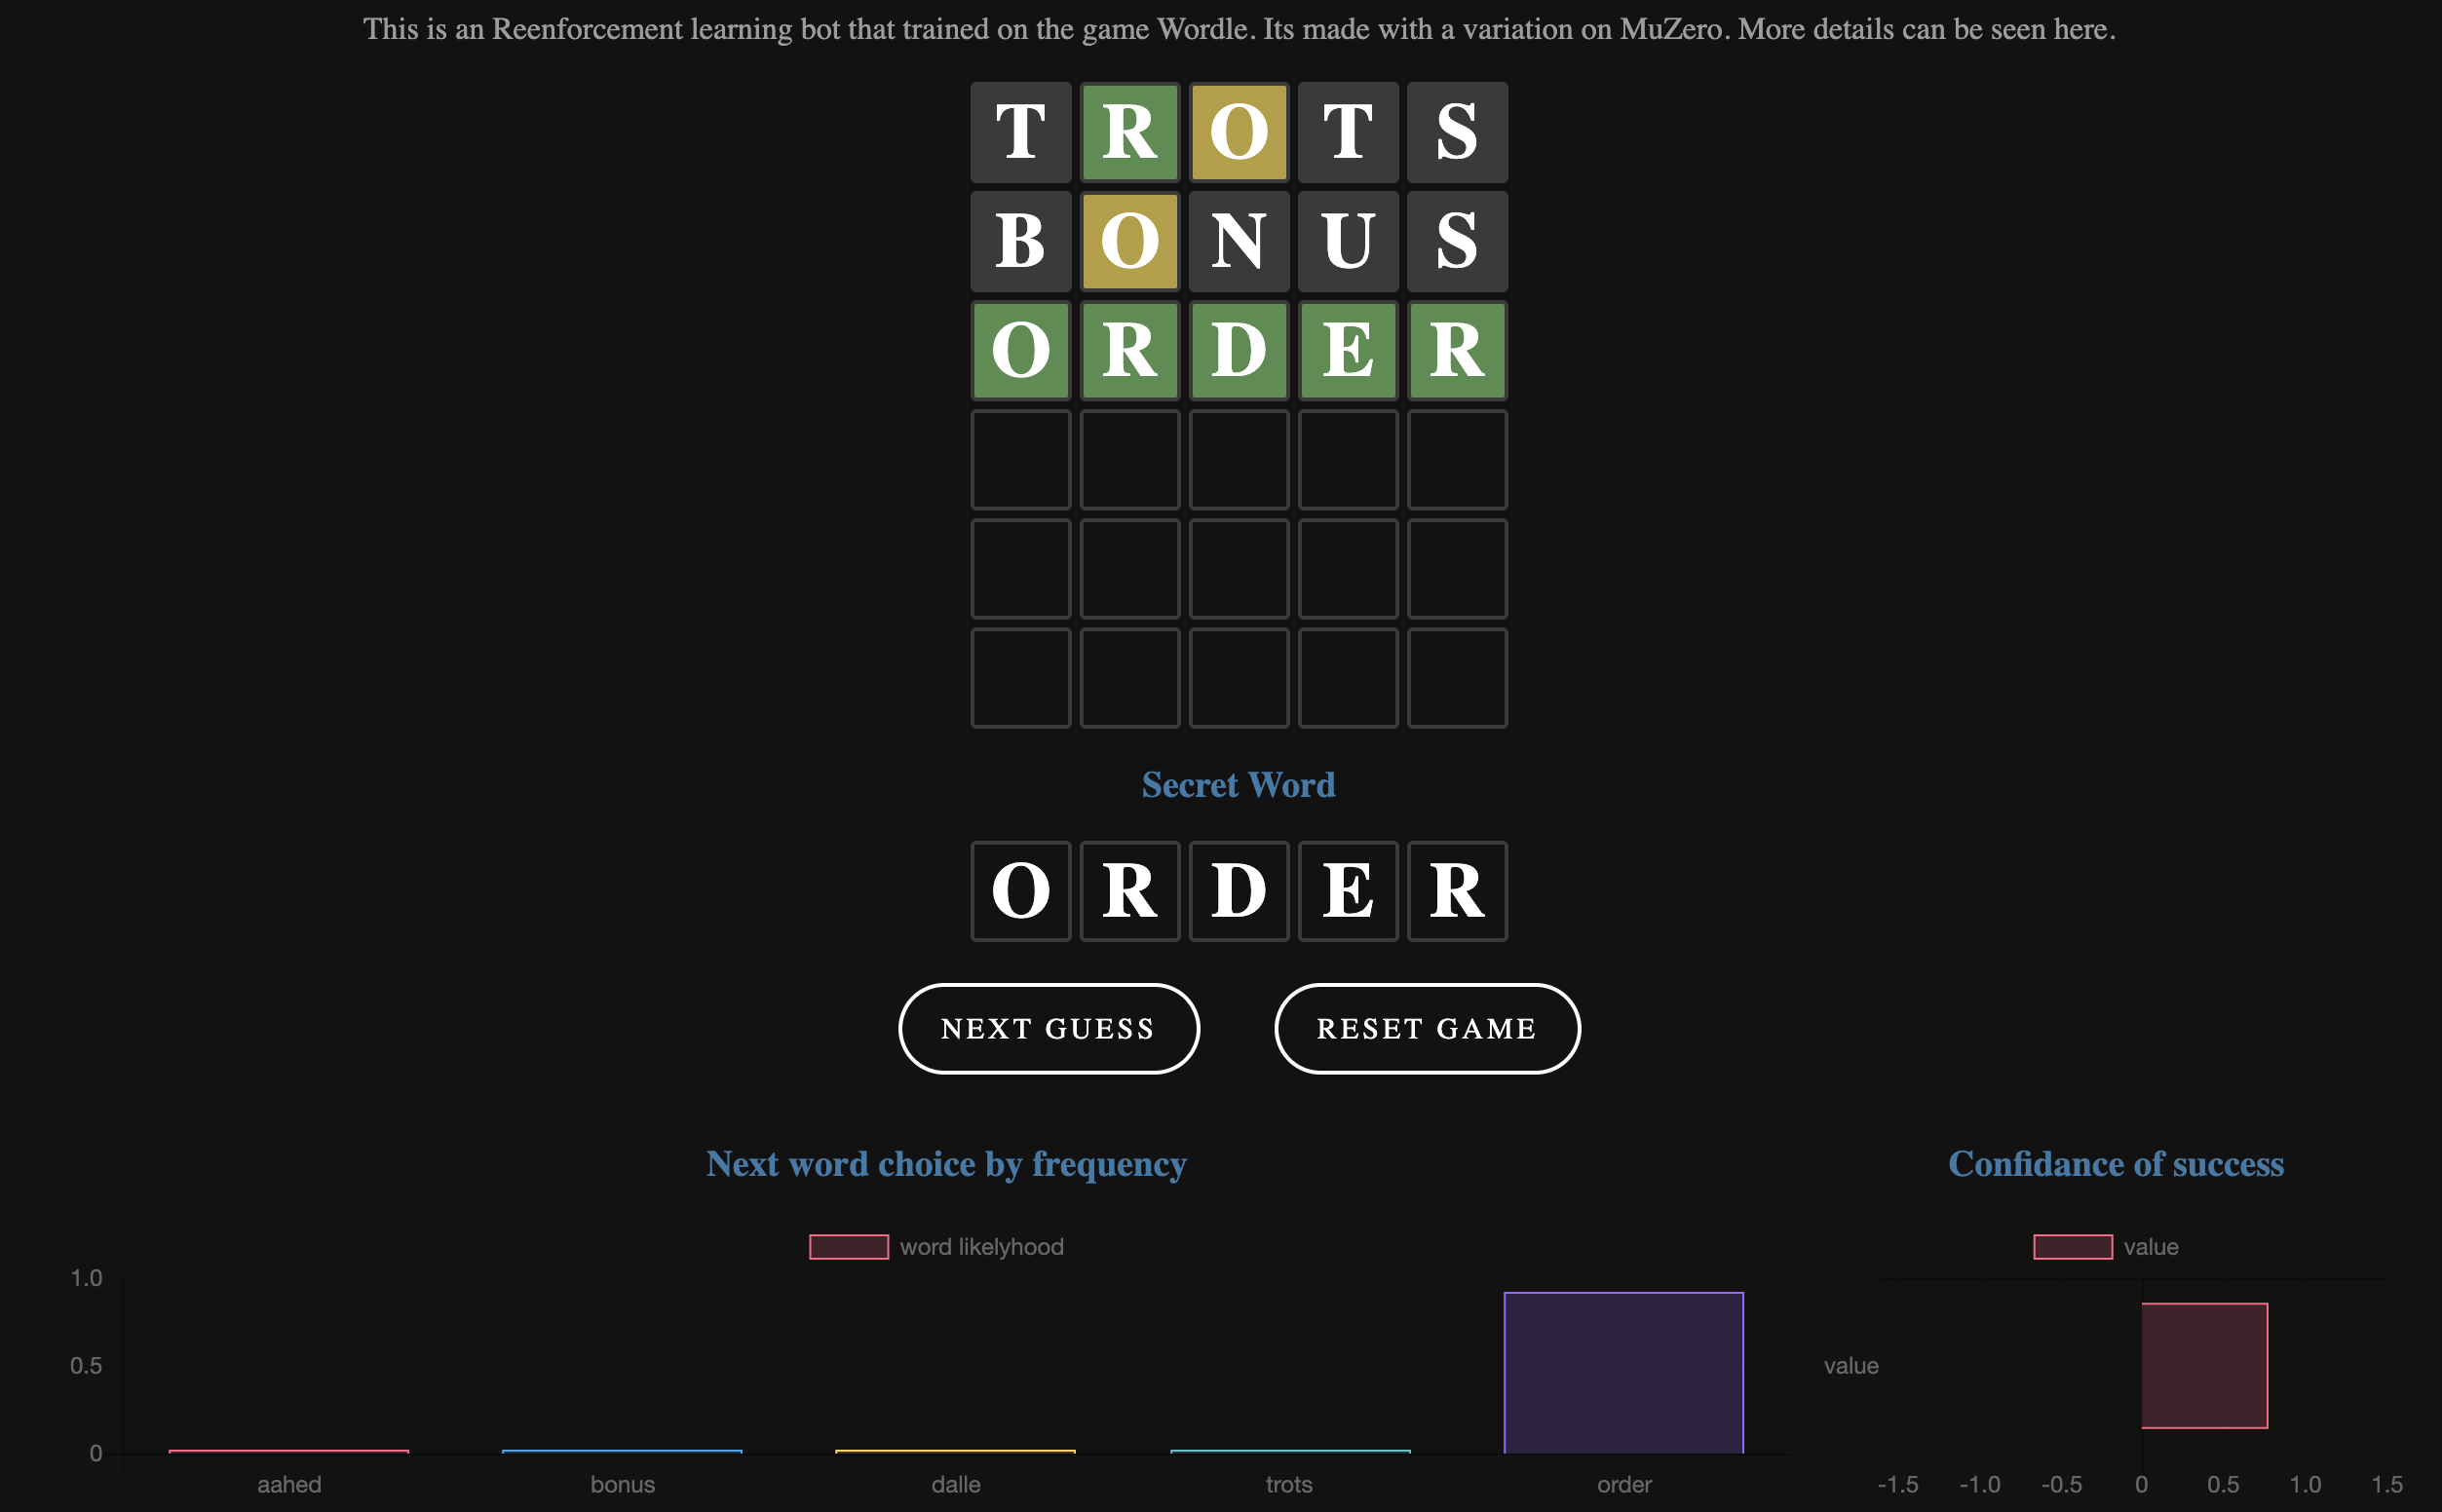 This is an Reenforcement learning bot that trained on the game Wordle. Its made with a variation on MuZero. More details can be seen here.
T R O T S
B O N U S
O R D E R
Secret Word
O R D E R
NEXT GUESS RESET GAME
Next word choice by frequency
word likelyhood
1.0
0.5
0
aahed bonus dalle trots order
Confidance of success
value
value
-1.5 -1.0 -0.5 0 0.5 1.0 1.5